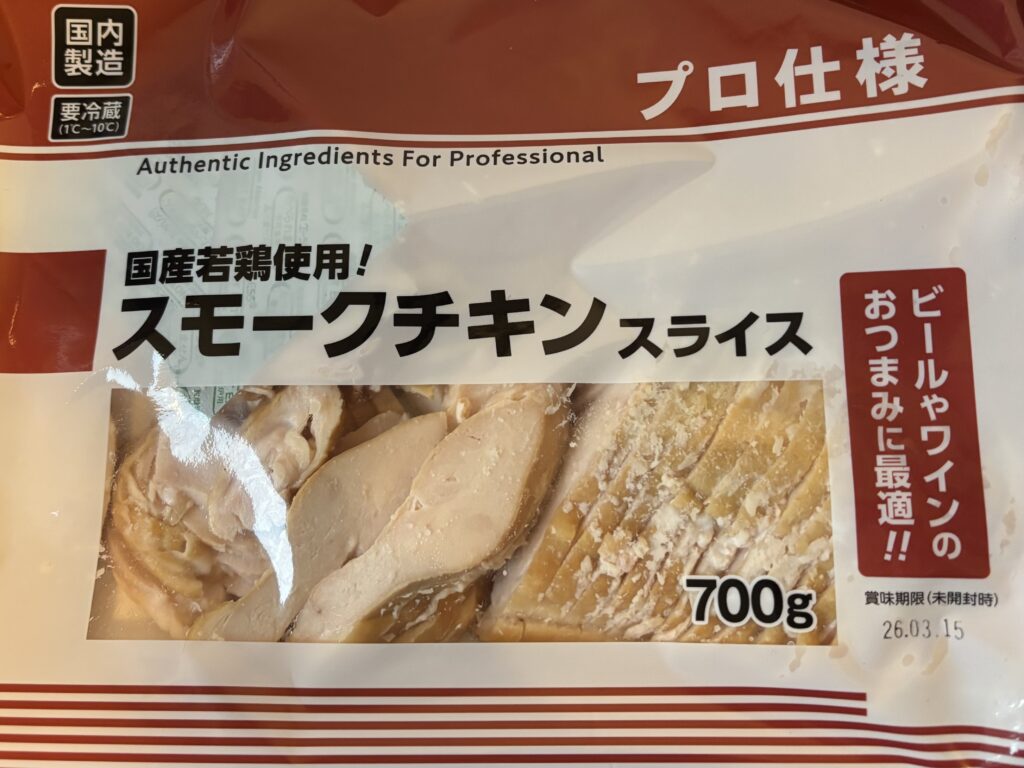 国内
製造
要冷蔵
(1℃~10℃)
プロ仕様
Authentic Ingredients For Professional
国産若鶏使用!
スモークチキンスライス
ビールやワインの
おつまみに最適!!
700g
賞味期限(未開封時)
26.03.15